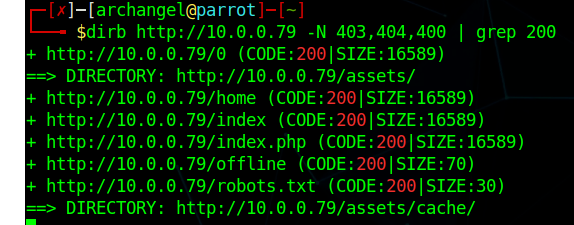 ┌─[✗]─[archangel@parrot]─[~]
└──╼ $dirb http://10.0.0.79 -N 403,404,400 | grep 200
+ http://10.0.0.79/0 (CODE:200|SIZE:16589)
==> DIRECTORY: http://10.0.0.79/assets/
+ http://10.0.0.79/home (CODE:200|SIZE:16589)
+ http://10.0.0.79/index (CODE:200|SIZE:16589)
+ http://10.0.0.79/index.php (CODE:200|SIZE:16589)
+ http://10.0.0.79/offline (CODE:200|SIZE:70)
+ http://10.0.0.79/robots.txt (CODE:200|SIZE:30)
==> DIRECTORY: http://10.0.0.79/assets/cache/